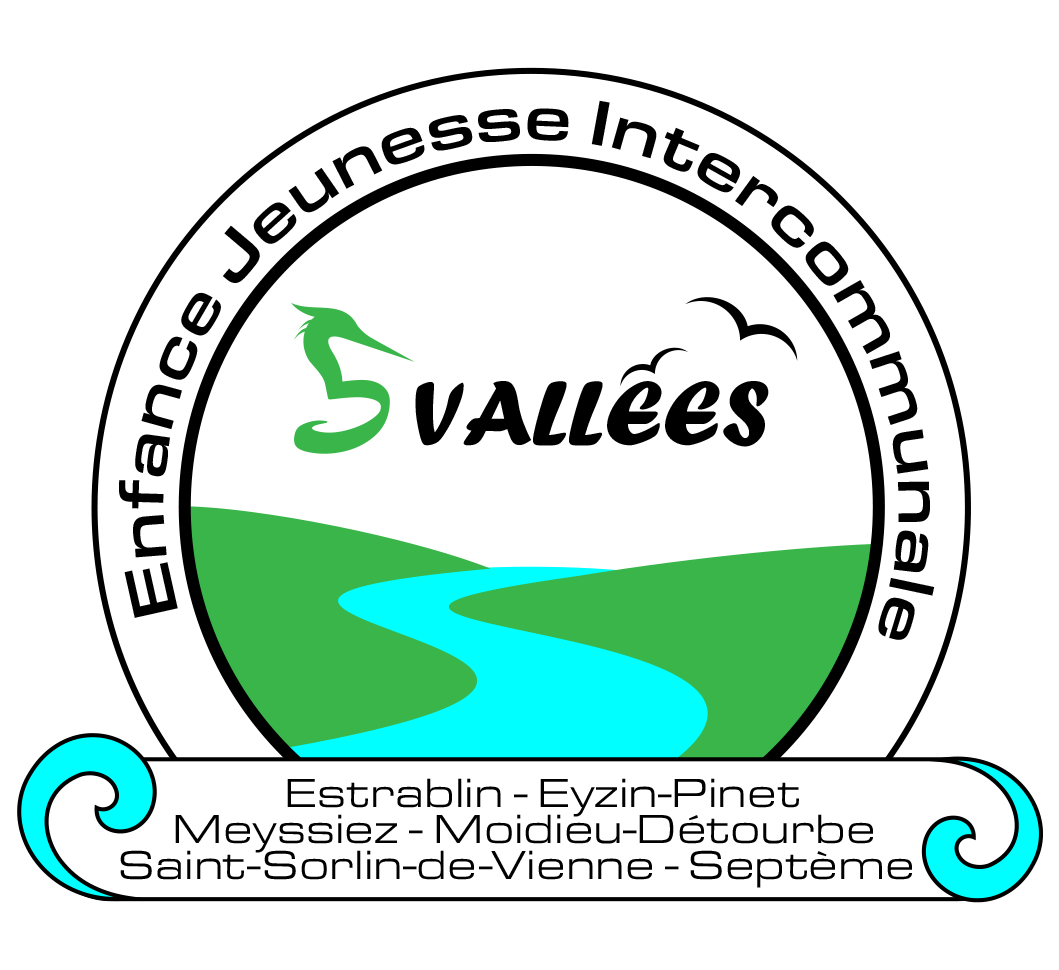 Enfance Jeunesse Intercommunale
5 VALLÉES
Estrablin - Eyzin-Pinet
Meyssiez - Moidieu-Détourbe
Saint-Sorlin-de-Vienne - Septème